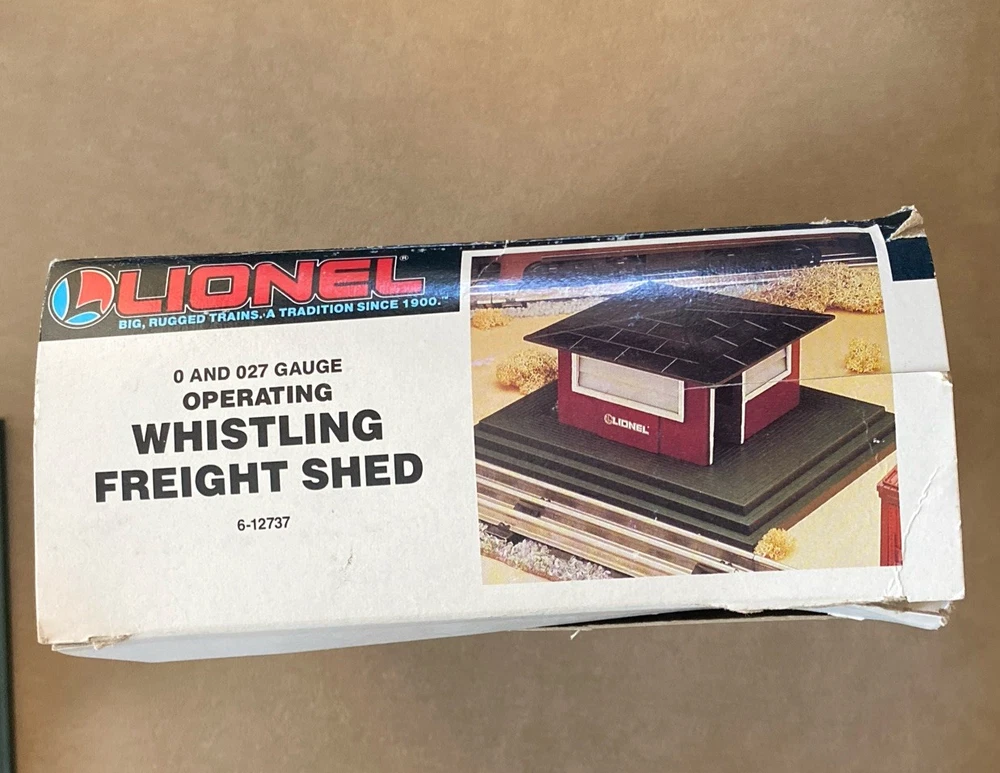 LIONEL®
BIG, RUGGED TRAINS. A TRADITION SINCE 1900.™
0 AND 027 GAUGE
OPERATING
WHISTLING
FREIGHT SHED
6-12737
LIONEL